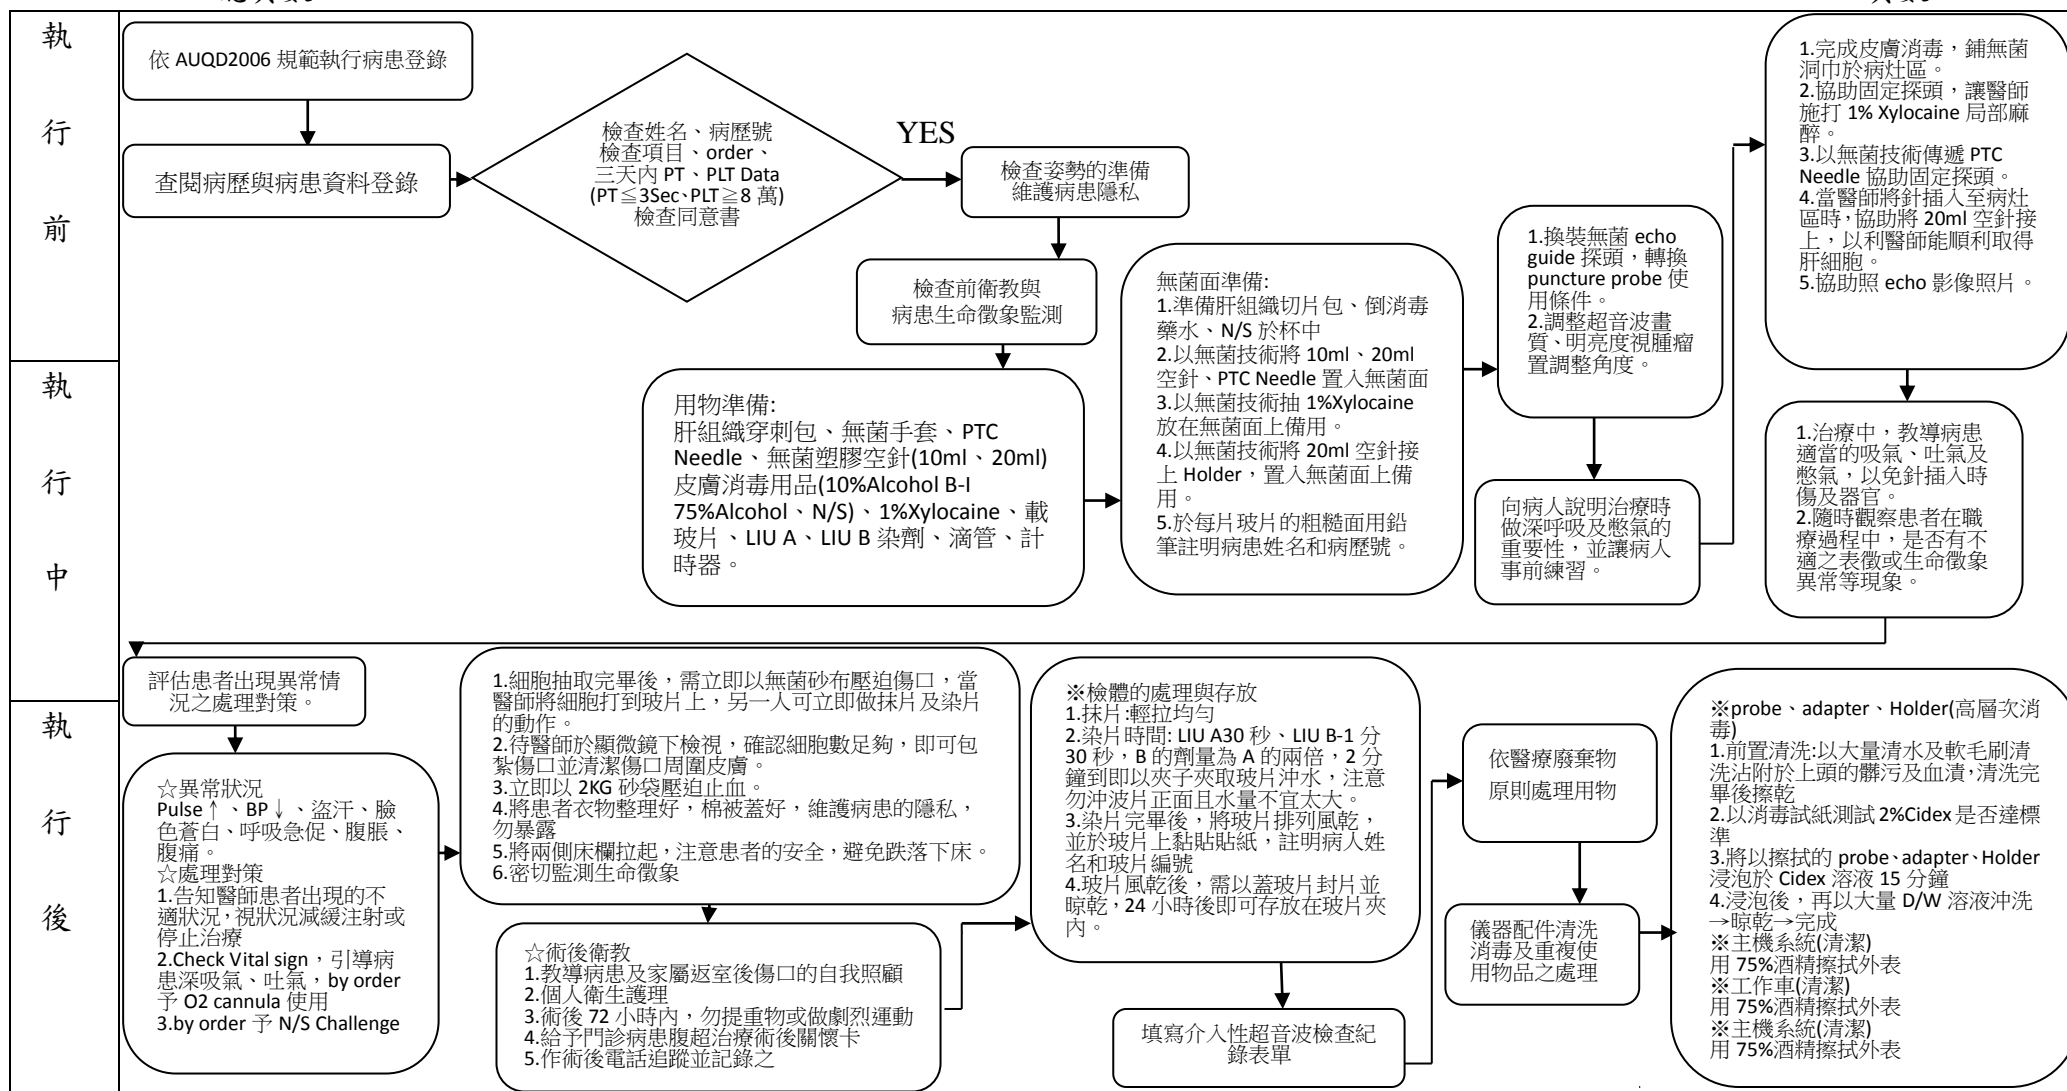 執
行
前
執
行
中
執
行
後
依 AUQD2006 規範執行病患登錄
查閱病歷與病患資料登錄
檢查姓名、病歷號
檢查項目、order、
三天內 PT、PLT Data
(PT≦3Sec、PLT≧8 萬)
檢查同意書
YES
檢查姿勢的準備
維護病患隱私
檢查前衛教與
病患生命徵象監測
用物準備:
肝組織穿刺包、無菌手套、PTC
Needle、無菌塑膠空針(10ml、20ml)
皮膚消毒用品(10%Alcohol B-I
75%Alcohol、N/S)、1%Xylocaine、載
玻片、LIU A、LIU B 染劑、滴管、計
時器。
無菌面準備:
1.準備肝組織切片包、倒消毒
藥水、N/S 於杯中
2.以無菌技術將 10ml、20ml
空針、PTC Needle 置入無菌面
3.以無菌技術抽 1%Xylocaine
放在無菌面上備用。
4.以無菌技術將 20ml 空針接
上 Holder，置入無菌面上備
用。
5.於每片玻片的粗糙面用鉛
筆註明病患姓名和病歷號。
1.換裝無菌 echo
guide 探頭，轉換
puncture probe 使
用條件。
2.調整超音波畫
質、明亮度視腫瘤
置調整角度。
向病人說明治療時
做深呼吸及憋氣的
重要性，並讓病人
事前練習。
1.完成皮膚消毒，鋪無菌
洞巾於病灶區。
2.協助固定探頭，讓醫師
施打 1% Xylocaine 局部麻
醉。
3.以無菌技術傳遞 PTC
Needle 協助固定探頭。
4.當醫師將針插入至病灶
區時，協助將 20ml 空針接
上，以利醫師能順利取得
肝細胞。
5.協助照 echo 影像照片。
1.治療中，教導病患
適當的吸氣、吐氣及
憋氣，以免針插入時
傷及器官。
2.隨時觀察患者在職
療過程中，是否有不
適之表徵或生命徵象
異常等現象。
評估患者出現異常情
況之處理對策。
☆異常狀況
Pulse↑、BP↓、盜汗、臉
色蒼白、呼吸急促、腹脹、
腹痛。
☆處理對策
1.告知醫師患者出現的不
適狀況，視狀況減緩注射或
停止治療
2.Check Vital sign，引導病
患深吸氣、吐氣，by order
予 O2 cannula 使用
3.by order 予 N/S Challenge
1.細胞抽取完畢後，需立即以無菌砂布壓迫傷口，當
醫師將細胞打到玻片上，另一人可立即做抹片及染片
的動作。
2.待醫師於顯微鏡下檢視，確認細胞數足夠，即可包
紮傷口並清潔傷口周圍皮膚。
3.立即以 2KG 砂袋壓迫止血。
4.將患者衣物整理好，棉被蓋好，維護病患的隱私，
勿暴露
5.將兩側床欄拉起，注意患者的安全，避免跌落下床。
6.密切監測生命徵象
☆術後衛教
1.教導病患及家屬返室後傷口的自我照顧
2.個人衛生護理
3.術後 72 小時內，勿提重物或做劇烈運動
4.給予門診病患腹超治療術後關懷卡
5.作術後電話追蹤並記錄之
※檢體的處理與存放
1.抹片:輕拉均勻
2.染片時間: LIU A30 秒、LIU B-1 分
30 秒，B 的劑量為 A 的兩倍，2 分
鐘到即以夾子夾取玻片沖水，注意
勿沖波片正面且水量不宜太大。
3.染片完畢後，將玻片排列風乾，
並於玻片上黏貼貼紙，註明病人姓
名和玻片編號
4.玻片風乾後，需以蓋玻片封片並
晾乾，24 小時後即可存放在玻片夾
內。
填寫介入性超音波檢查紀
錄表單
依醫療廢棄物
原則處理用物
儀器配件清洗
消毒及重複使
用物品之處理
※probe、adapter、Holder(高層次消
毒)
1.前置清洗:以大量清水及軟毛刷清
洗沾附於上頭的髒污及血漬，清洗完
畢後擦乾
2.以消毒試紙測試 2%Cidex 是否達標
準
3.將以擦拭的 probe、adapter、Holder
浸泡於 Cidex 溶液 15 分鐘
4.浸泡後，再以大量 D/W 溶液沖洗
→晾乾→完成
※主機系統(清潔)
用 75%酒精擦拭外表
※工作車(清潔)
用 75%酒精擦拭外表
※主機系統(清潔)
用 75%酒精擦拭外表